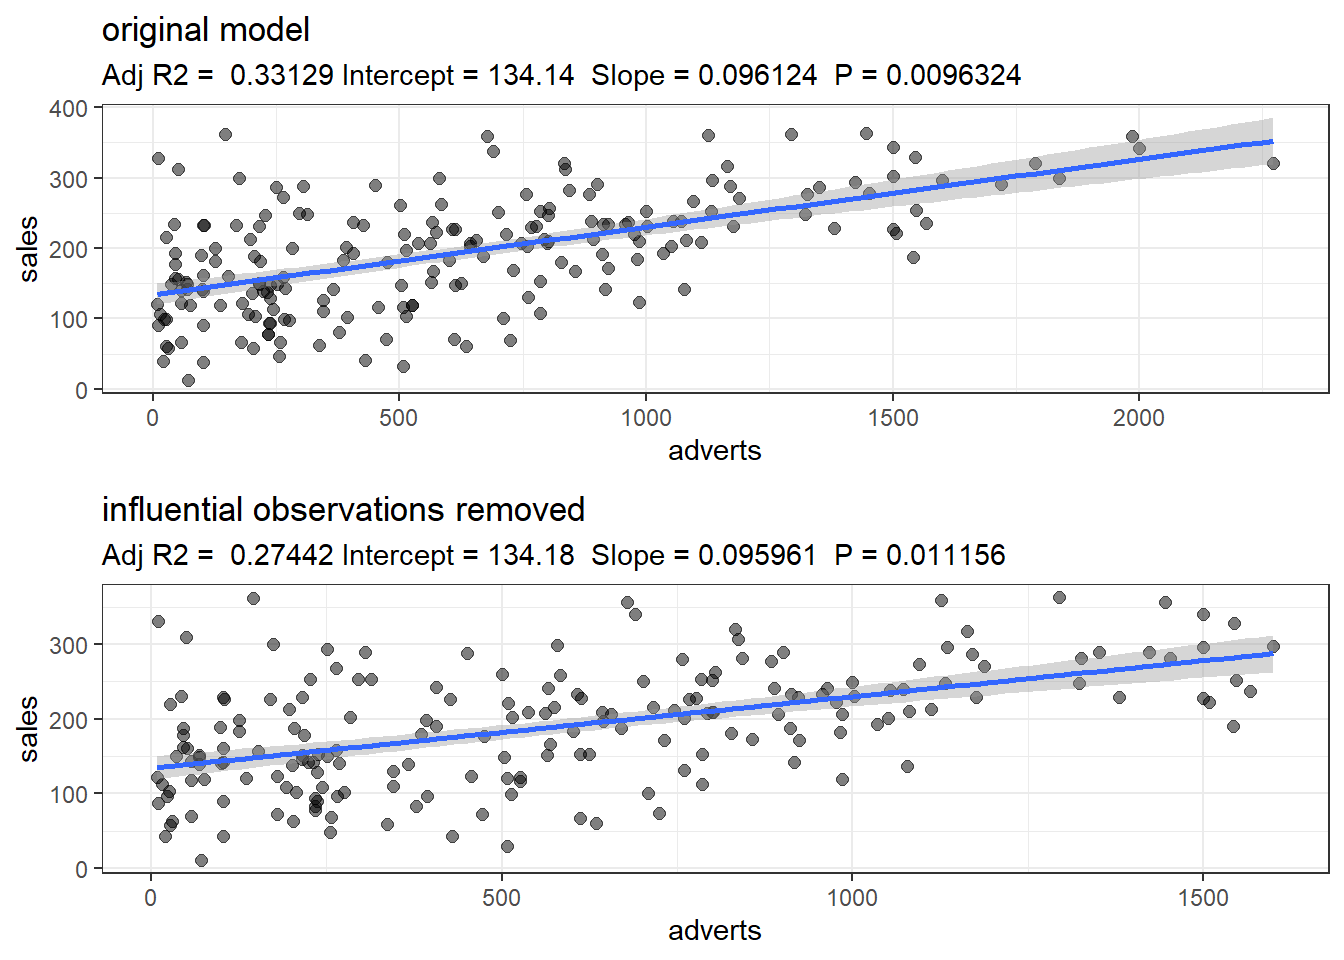 original model
Adj R2 =  0.33129 Intercept = 134.14  Slope = 0.096124  P = 0.0096324
400
300
200
100
0
sales
0 500 1000 1500 2000
adverts
influential observations removed
Adj R2 =  0.27442 Intercept = 134.18  Slope = 0.095961  P = 0.011156
300
200
100
0
sales
0 500 1000 1500
adverts